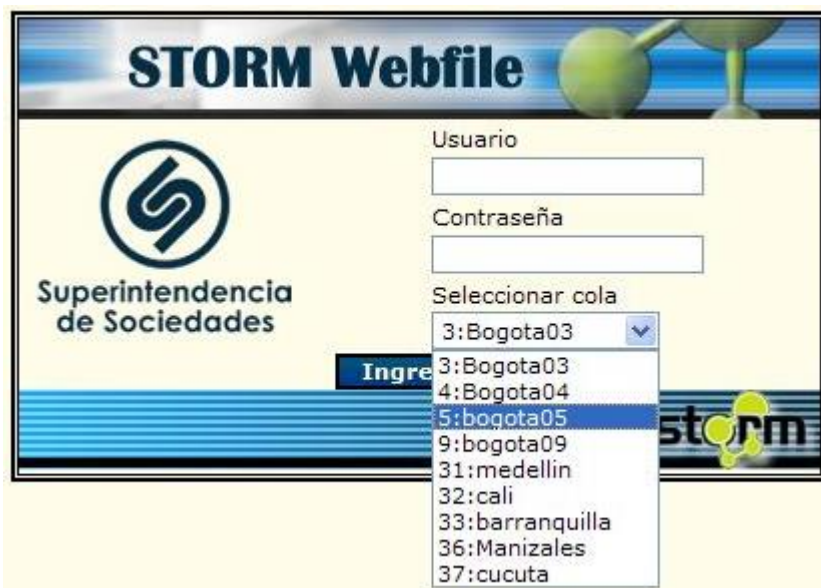 STORM Webfile
Usuario
Contraseña
Superintendencia
de Sociedades
Seleccionar cola
3:Bogota03
Ingre
3:Bogota03
4:Bogota04
5:bogota05
9:bogota09
31:medellin
32:cali
33:barranquilla
36:Manizales
37:cucuta
storm